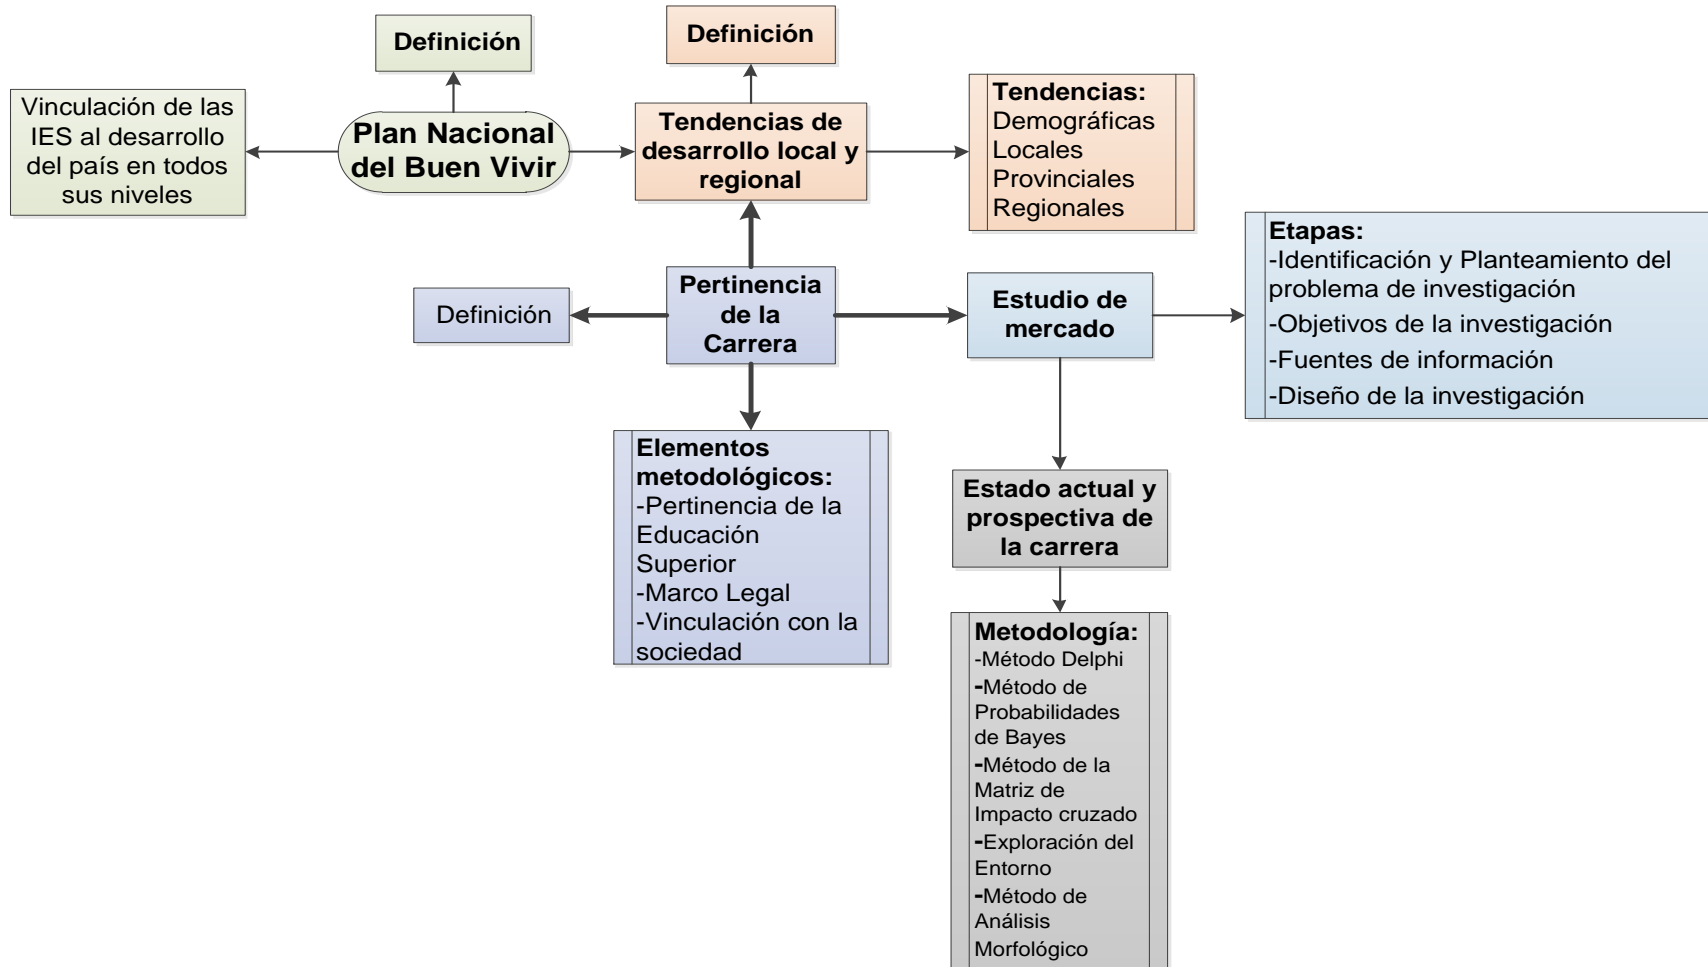 Definición
Definición
Vinculación de las
IES al desarrollo
del país en todos
sus niveles
Plan Nacional
del Buen Vivir
Tendencias de
desarrollo local y
regional
Tendencias:
Demográficas
Locales
Provinciales
Regionales
Definición
Pertinencia
de la
Carrera
Estudio de
mercado
Etapas:
-Identificación y Planteamiento del
problema de investigación
-Objetivos de la investigación
-Fuentes de información
-Diseño de la investigación
Elementos
metodológicos:
-Pertinencia de la
Educación
Superior
-Marco Legal
-Vinculación con la
sociedad
Estado actual y
prospectiva de
la carrera
Metodología:
-Método Delphi
-Método de
Probabilidades
de Bayes
-Método de la
Matriz de
Impacto cruzado
-Exploración del
Entorno
-Método de
Análisis
Morfológico